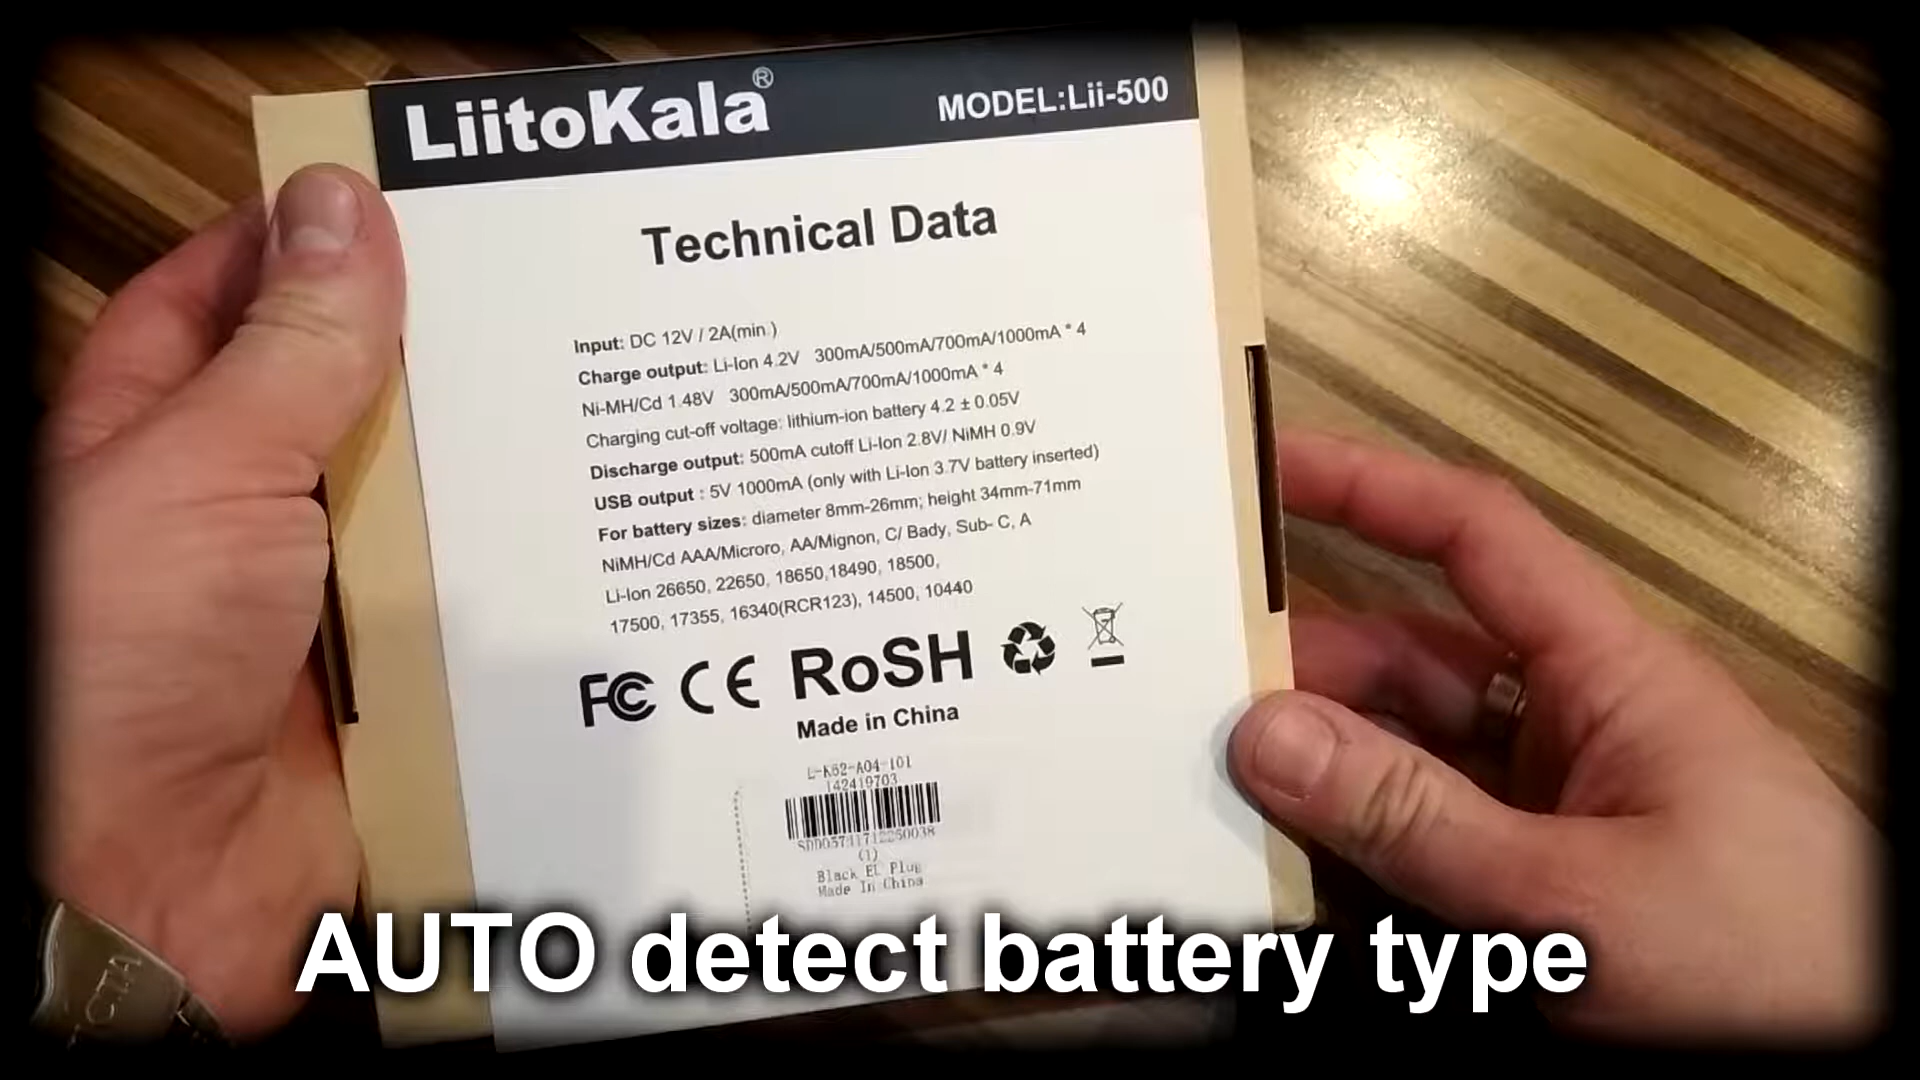 LiitoKala®
MODEL:Lii-500
Technical Data
Input: DC 12V / 2A(min.)
Charge output: Li-Ion 4.2V 300mA/500mA/700mA/1000mA * 4
Ni-MH/Cd 1.48V 300mA/500mA/700mA/1000mA * 4
Charging cut-off voltage: lithium-ion battery 4.2 ± 0.05V
Discharge output: 500mA cutoff Li-Ion 2.8V/ NiMH 0.9V
USB output : 5V 1000mA (only with Li-Ion 3.7V battery inserted)
For battery sizes: diameter 8mm-26mm; height 34mm-71mm
NiMH/Cd AAA/Microro, AA/Mignon, C/ Bady, Sub- C, A
Li-Ion 26650, 22650, 18650,18490, 18500,
17500, 17355, 16340(RCR123), 14500, 10440
FC CE RoSH
Made in China
142419703
(1)
Black EU Plug
Made In China
AUTO detect battery type